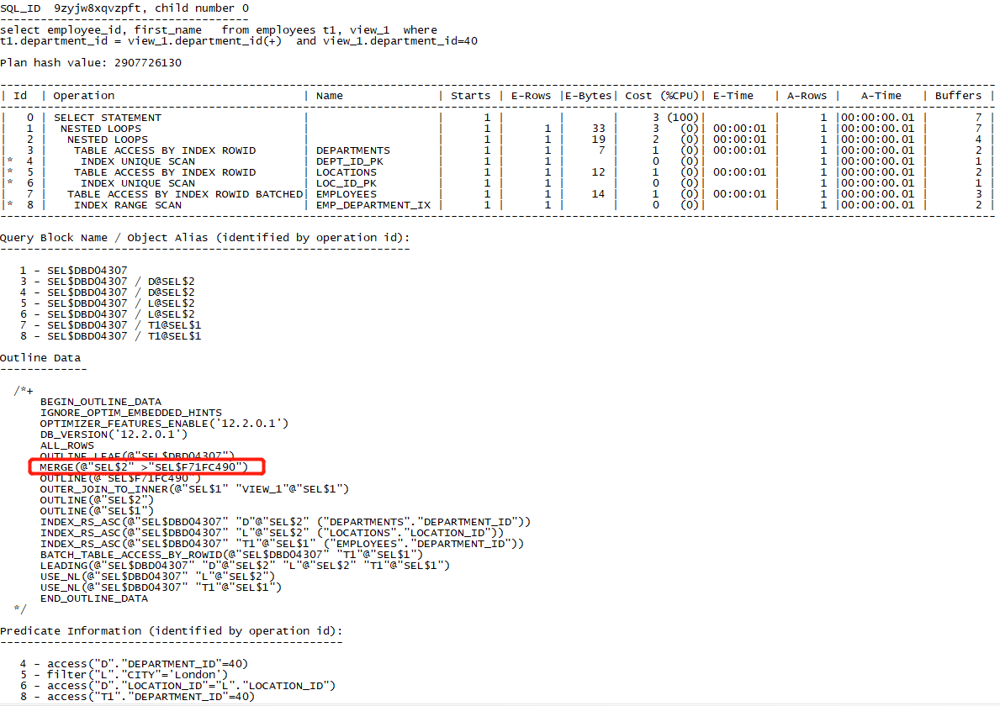 SQL_ID  9zyjw8xqvzpft, child number 0
-------------------------------------
select employee_id, first_name   from employees t1, view_1  where
t1.department_id = view_1.department_id(+)  and view_1.department_id=40

Plan hash value: 2907726130

----------------------------------------------------------------------------------------------------------------------------------------------------
| Id  | Operation                            | Name              | Starts | E-Rows |E-Bytes| Cost (%CPU)| E-Time   | A-Rows |   A-Time   | Buffers |
----------------------------------------------------------------------------------------------------------------------------------------------------
|   0 | SELECT STATEMENT                     |                   |      1 |        |       |     3 (100)|          |      1 |00:00:00.01 |       7 |
|   1 |  NESTED LOOPS                        |                   |      1 |      1 |    33 |     3   (0)| 00:00:01 |      1 |00:00:00.01 |       7 |
|   2 |   NESTED LOOPS                       |                   |      1 |      1 |    19 |     2   (0)| 00:00:01 |      1 |00:00:00.01 |       4 |
|   3 |    TABLE ACCESS BY INDEX ROWID       | DEPARTMENTS       |      1 |      1 |     7 |     1   (0)| 00:00:01 |      1 |00:00:00.01 |       2 |
|*  4 |     INDEX UNIQUE SCAN                | DEPT_ID_PK        |      1 |      1 |       |     0   (0)|          |      1 |00:00:00.01 |       1 |
|*  5 |    TABLE ACCESS BY INDEX ROWID       | LOCATIONS         |      1 |      1 |    12 |     1   (0)| 00:00:01 |      1 |00:00:00.01 |       2 |
|*  6 |     INDEX UNIQUE SCAN                | LOC_ID_PK         |      1 |      1 |       |     0   (0)|          |      1 |00:00:00.01 |       1 |
|   7 |   TABLE ACCESS BY INDEX ROWID BATCHED| EMPLOYEES         |      1 |      1 |    14 |     1   (0)| 00:00:01 |      1 |00:00:00.01 |       3 |
|*  8 |    INDEX RANGE SCAN                  | EMP_DEPARTMENT_IX |      1 |      1 |       |     0   (0)|          |      1 |00:00:00.01 |       2 |
----------------------------------------------------------------------------------------------------------------------------------------------------

Query Block Name / Object Alias (identified by operation id):
-------------------------------------------------------------

   1 - SEL$DBD04307
   3 - SEL$DBD04307 / D@SEL$2
   4 - SEL$DBD04307 / D@SEL$2
   5 - SEL$DBD04307 / L@SEL$2
   6 - SEL$DBD04307 / L@SEL$2
   7 - SEL$DBD04307 / T1@SEL$1
   8 - SEL$DBD04307 / T1@SEL$1

Outline Data
-------------

  /*+
      BEGIN_OUTLINE_DATA
      IGNORE_OPTIM_EMBEDDED_HINTS
      OPTIMIZER_FEATURES_ENABLE('12.2.0.1')
      DB_VERSION('12.2.0.1')
      ALL_ROWS
      OUTLINE_LEAF(@"SEL$DBD04307")
      MERGE(@"SEL$2" >"SEL$F71FC490")
      OUTLINE(@"SEL$F71FC490")
      OUTER_JOIN_TO_INNER(@"SEL$1" "VIEW_1"@"SEL$1")
      OUTLINE(@"SEL$2")
      OUTLINE(@"SEL$1")
      INDEX_RS_ASC(@"SEL$DBD04307" "D"@"SEL$2" ("DEPARTMENTS"."DEPARTMENT_ID"))
      INDEX_RS_ASC(@"SEL$DBD04307" "L"@"SEL$2" ("LOCATIONS"."LOCATION_ID"))
      INDEX_RS_ASC(@"SEL$DBD04307" "T1"@"SEL$1" ("EMPLOYEES"."DEPARTMENT_ID"))
      BATCH_TABLE_ACCESS_BY_ROWID(@"SEL$DBD04307" "T1"@"SEL$1")
      LEADING(@"SEL$DBD04307" "D"@"SEL$2" "L"@"SEL$2" "T1"@"SEL$1")
      USE_NL(@"SEL$DBD04307" "L"@"SEL$2")
      USE_NL(@"SEL$DBD04307" "T1"@"SEL$1")
      END_OUTLINE_DATA
  */

Predicate Information (identified by operation id):
---------------------------------------------------

   4 - access("D"."DEPARTMENT_ID"=40)
   5 - filter("L"."CITY"='London')
   6 - access("D"."LOCATION_ID"="L"."LOCATION_ID")
   8 - access("T1"."DEPARTMENT_ID"=40)